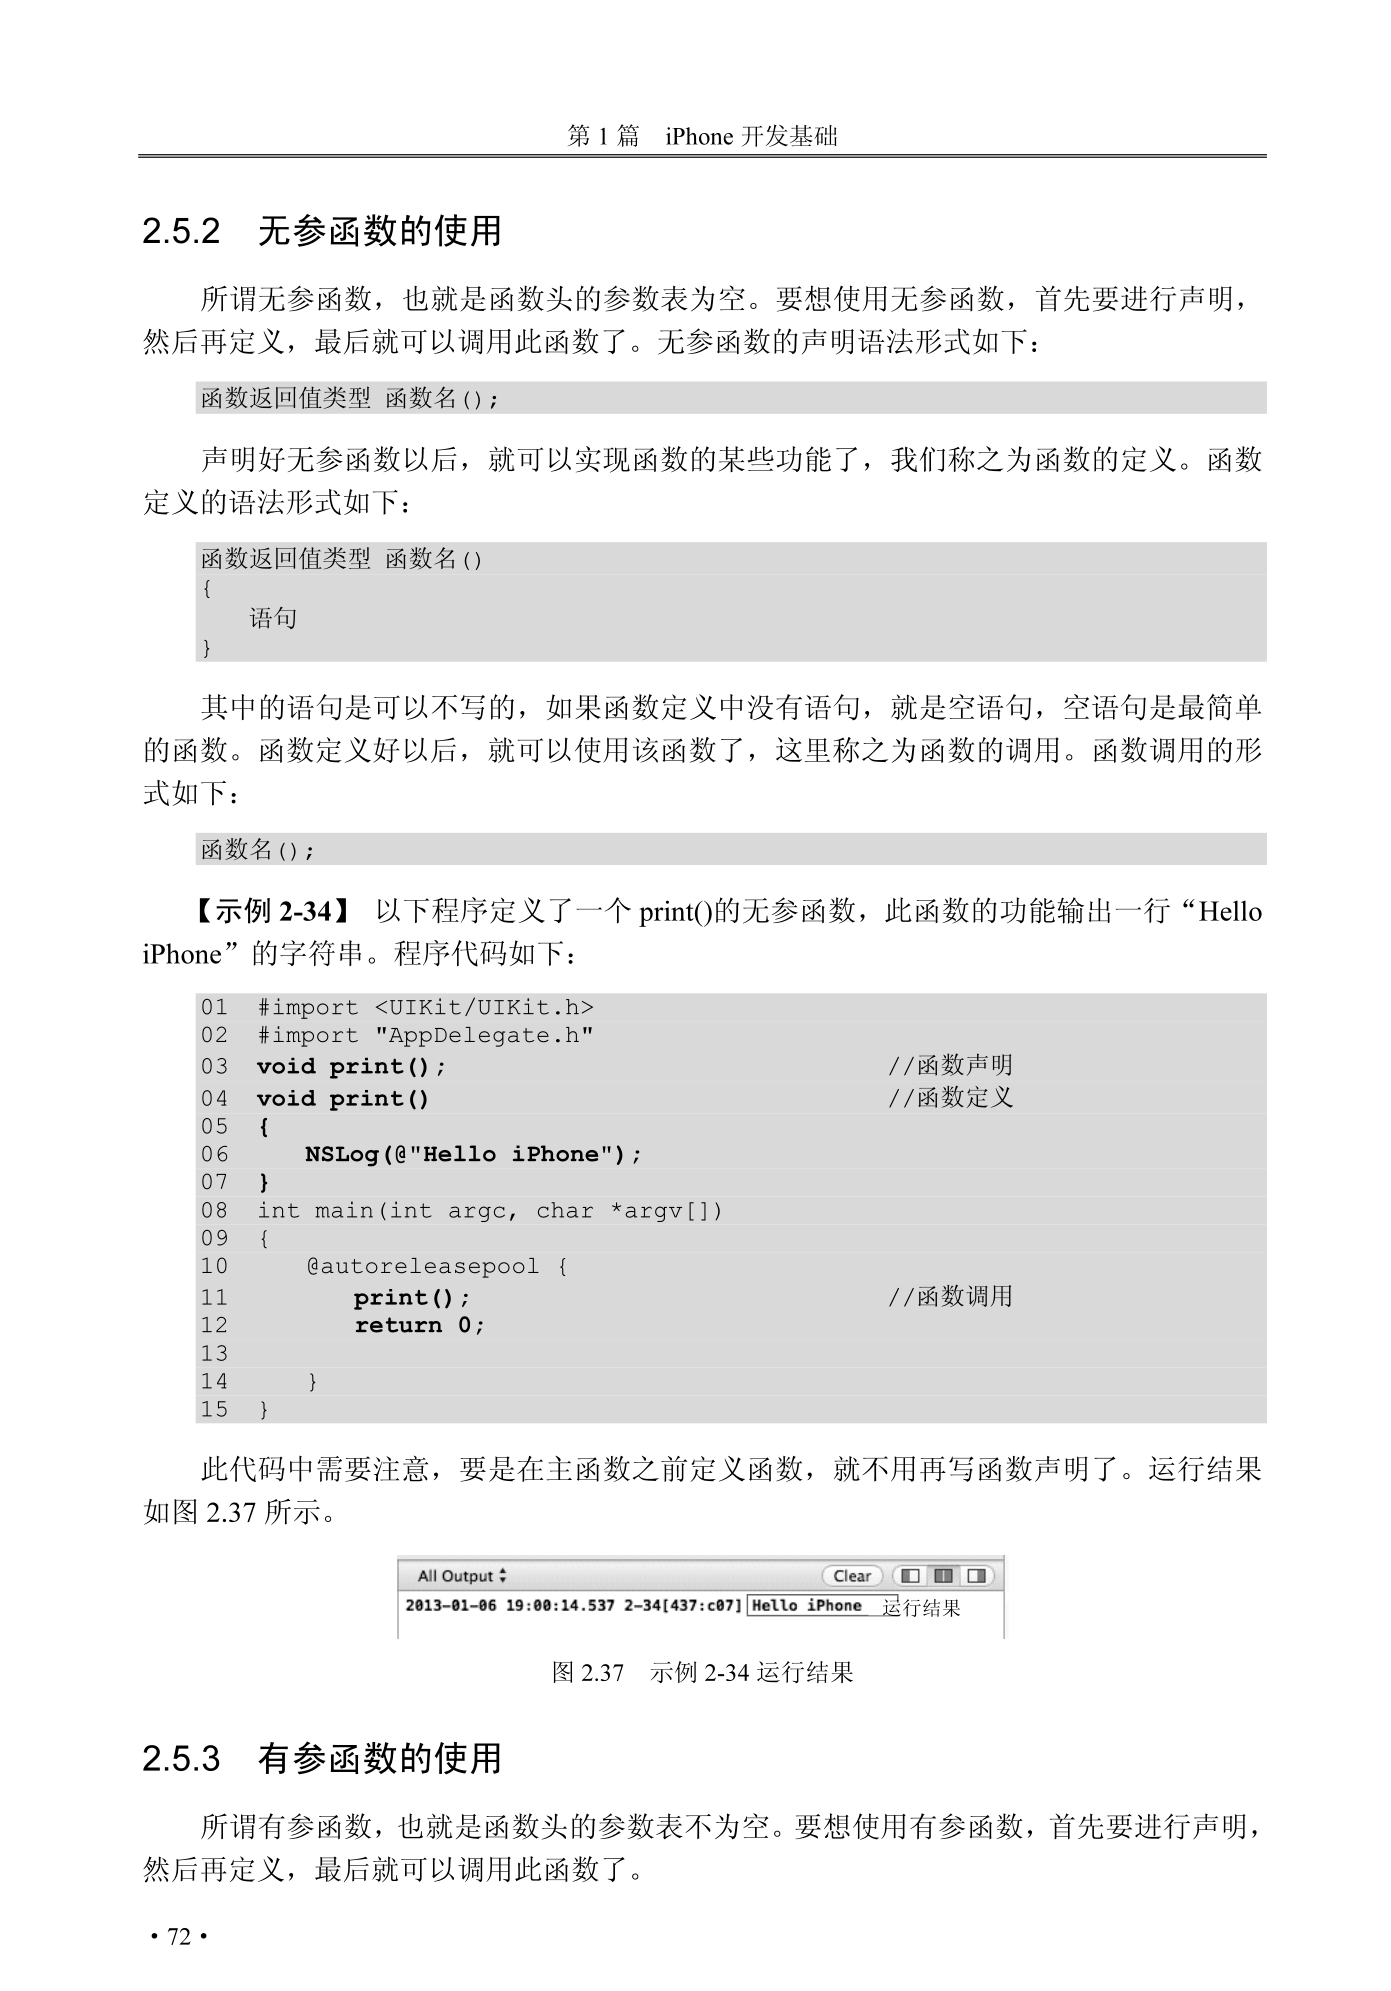 第 1 篇　iPhone 开发基础
2.5.2　无参函数的使用
所谓无参函数，也就是函数头的参数表为空。要想使用无参函数，首先要进行声明，
然后再定义，最后就可以调用此函数了。无参函数的声明语法形式如下：
函数返回值类型 函数名();
声明好无参函数以后，就可以实现函数的某些功能了，我们称之为函数的定义。函数
定义的语法形式如下：
函数返回值类型 函数名()
{
    语句
}
其中的语句是可以不写的，如果函数定义中没有语句，就是空语句，空语句是最简单
的函数。函数定义好以后，就可以使用该函数了，这里称之为函数的调用。函数调用的形
式如下：
函数名();
【示例 2-34】 以下程序定义了一个 print()的无参函数，此函数的功能输出一行“Hello
iPhone”的字符串。程序代码如下：
01  #import <UIKit/UIKit.h>
02  #import "AppDelegate.h"
03  void print();                              //函数声明
04  void print()                               //函数定义
05  {
06     NSLog(@"Hello iPhone");
07  }
08  int main(int argc, char *argv[])
09  {
10     @autoreleasepool {
11        print();                             //函数调用
12        return 0;
13
14     }
15  }
此代码中需要注意，要是在主函数之前定义函数，就不用再写函数声明了。运行结果
如图 2.37 所示。
All Output Clear
2013-01-06 19:00:14.537 2-34[437:c07] Hello iPhone 运行结果
图 2.37　示例 2-34 运行结果
2.5.3　有参函数的使用
所谓有参函数，也就是函数头的参数表不为空。要想使用有参函数，首先要进行声明，
然后再定义，最后就可以调用此函数了。
• 72 •